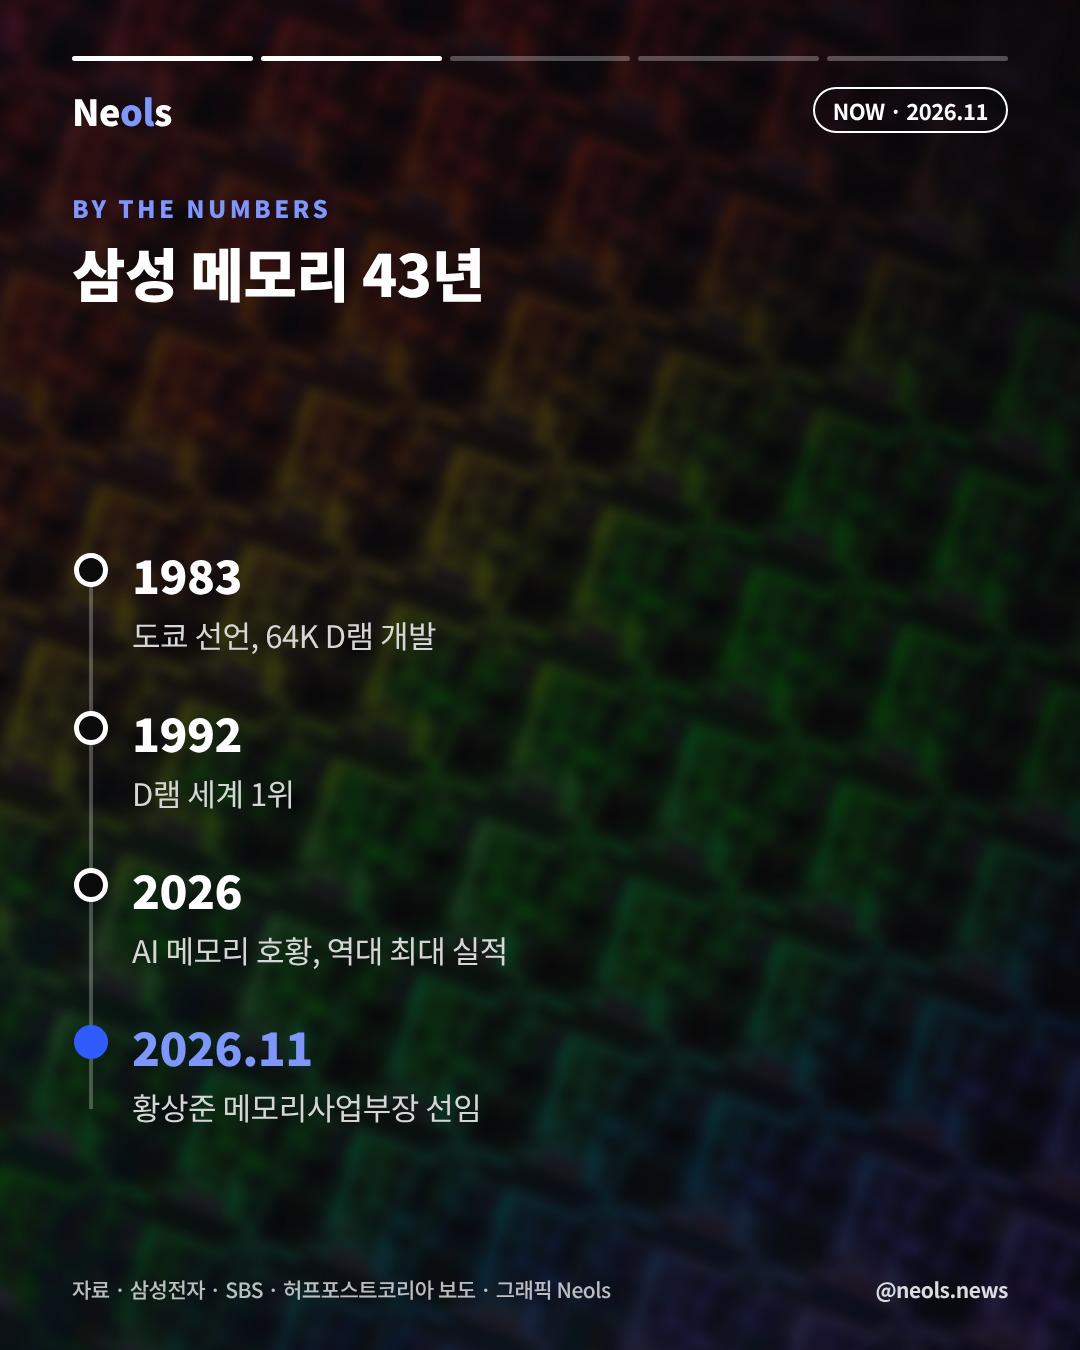 Neols
NOW · 2026.11
BY THE NUMBERS
삼성 메모리 43년
1983
도쿄 선언, 64K D램 개발
1992
D램 세계 1위
2026
AI 메모리 호황, 역대 최대 실적
2026.11
황상준 메모리사업부장 선임
자료 · 삼성전자 · SBS · 허프포스트코리아 보도 · 그래픽 Neols
@neols.news